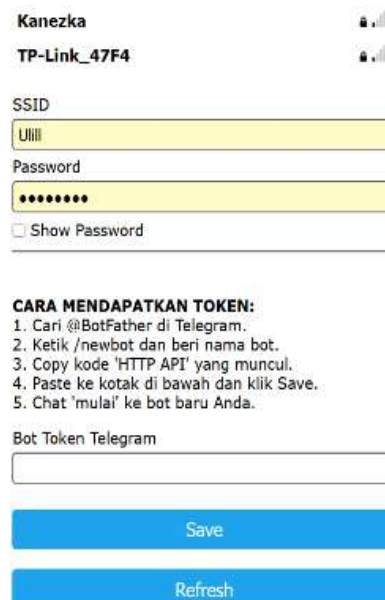 Kanezka
TP-Link_47F4
SSID
Ulill
Password
••••••••
Show Password
CARA MENDAPATKAN TOKEN:
1. Cari @BotFather di Telegram.
2. Ketik /newbot dan beri nama bot.
3. Copy kode 'HTTP API' yang muncul.
4. Paste ke kotak di bawah dan klik Save.
5. Chat 'mulai' ke bot baru Anda.
Bot Token Telegram
Save
Refresh